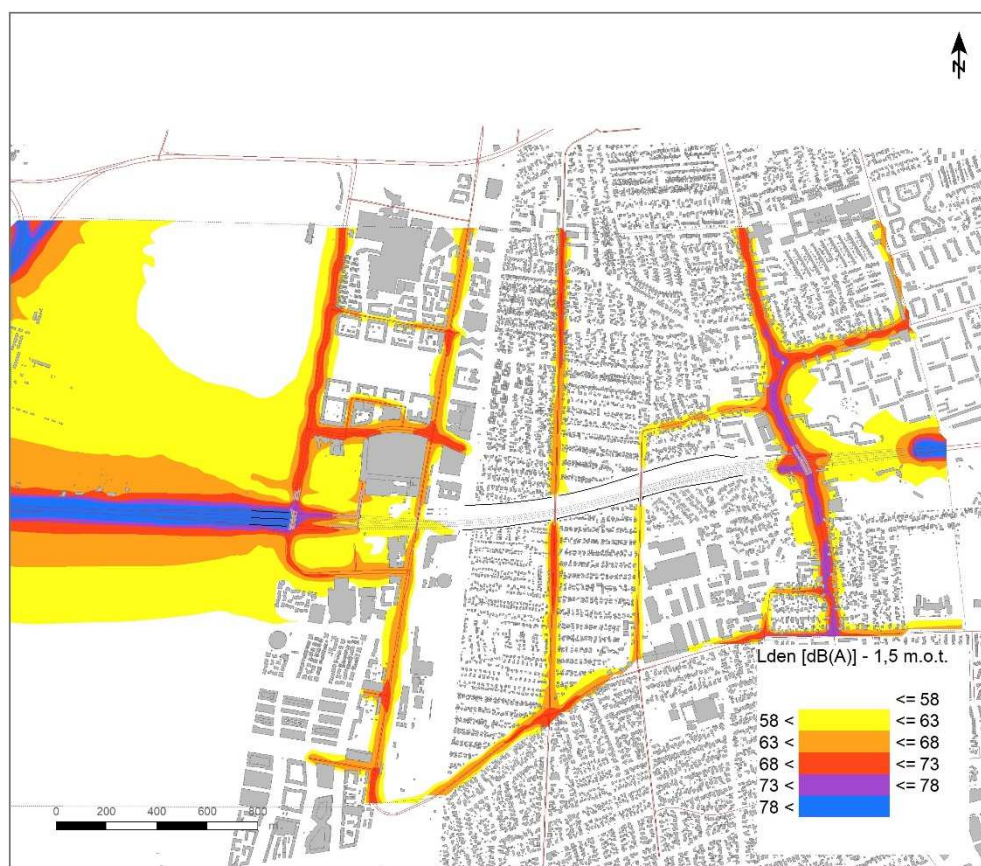 N
Lden [dB(A)] - 1,5 m.o.t.
<= 58
58 < <= 63
63 < <= 68
68 < <= 73
73 < <= 78
78 <
0 200 400 600 800
m